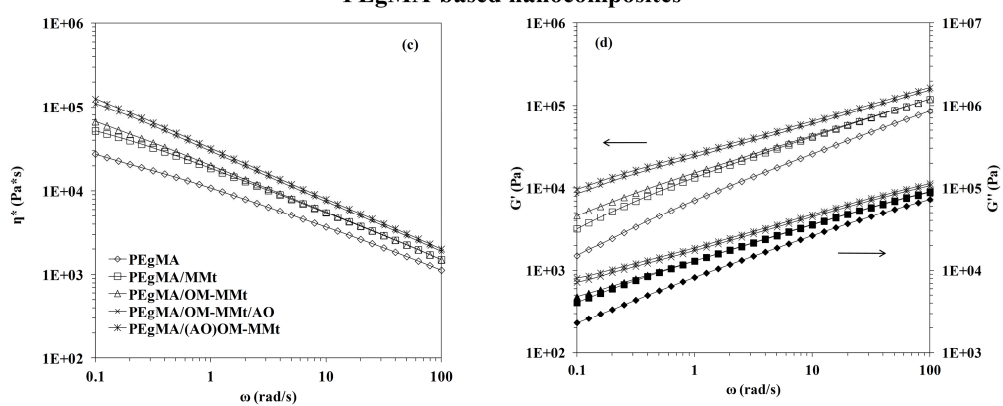 PEgMA-based nanocomposites
(c)
1E+06
1E+05
1E+04
1E+03
1E+02
η* (Pa*s)
PEgMA
PEgMA/MMt
PEgMA/OM-MMt
PEgMA/OM-MMt/AO
PEgMA/(AO)OM-MMt
0.1 1 10 100
ω (rad/s)
(d)
1E+06
1E+05
1E+04
1E+03
1E+02
G' (Pa)
1E+07
1E+06
1E+05
1E+04
1E+03
G'' (Pa)
0.1 1 10 100
ω (rad/s)